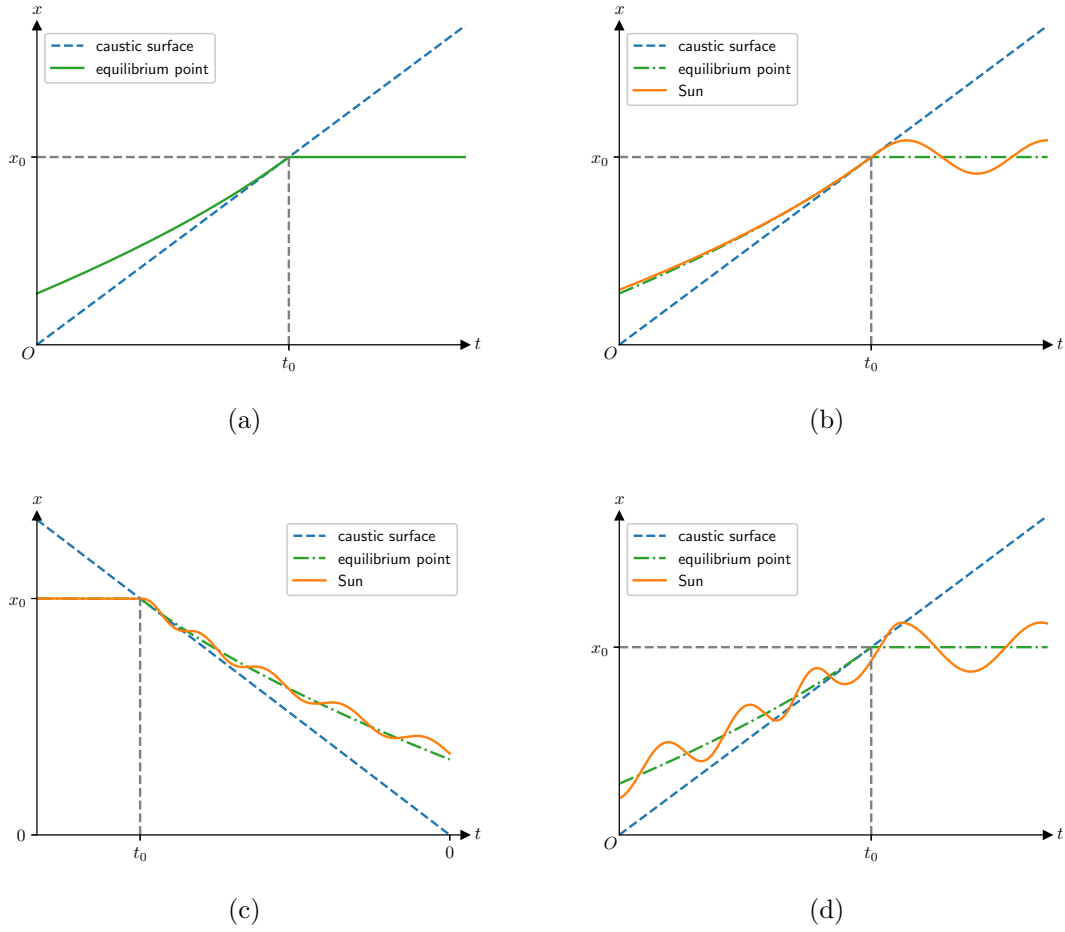 x
caustic surface
equilibrium point
x₀
O
t₀
t
(a)
x
caustic surface
equilibrium point
Sun
x₀
O
t₀
t
(b)
x
caustic surface
equilibrium point
Sun
x₀
0
t₀
0
t
(c)
x
caustic surface
equilibrium point
Sun
x₀
O
t₀
t
(d)